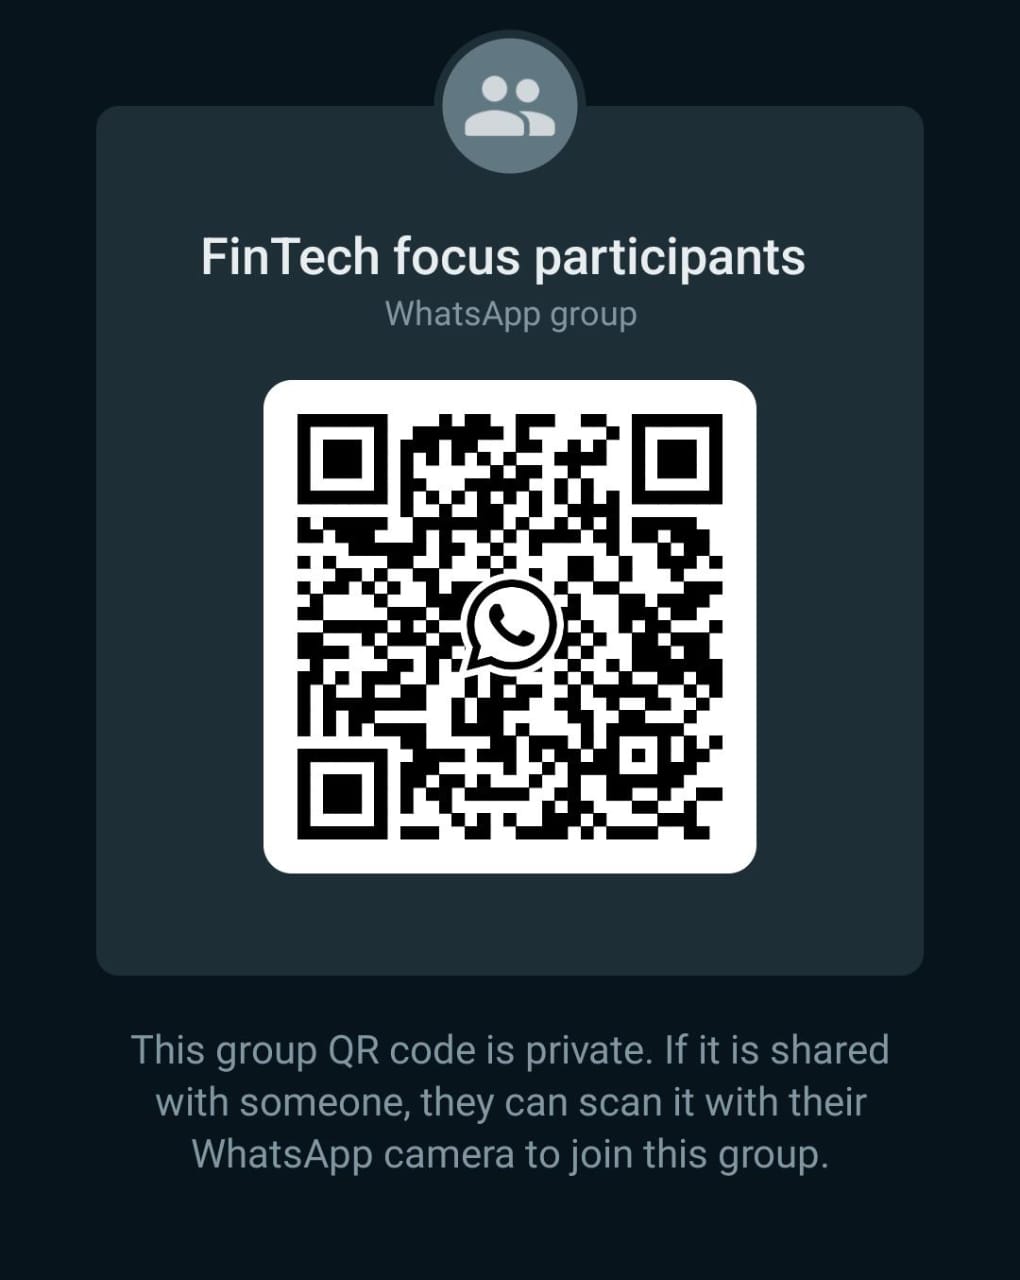 FinTech focus participants
WhatsApp group
This group QR code is private. If it is shared
with someone, they can scan it with their
WhatsApp camera to join this group.